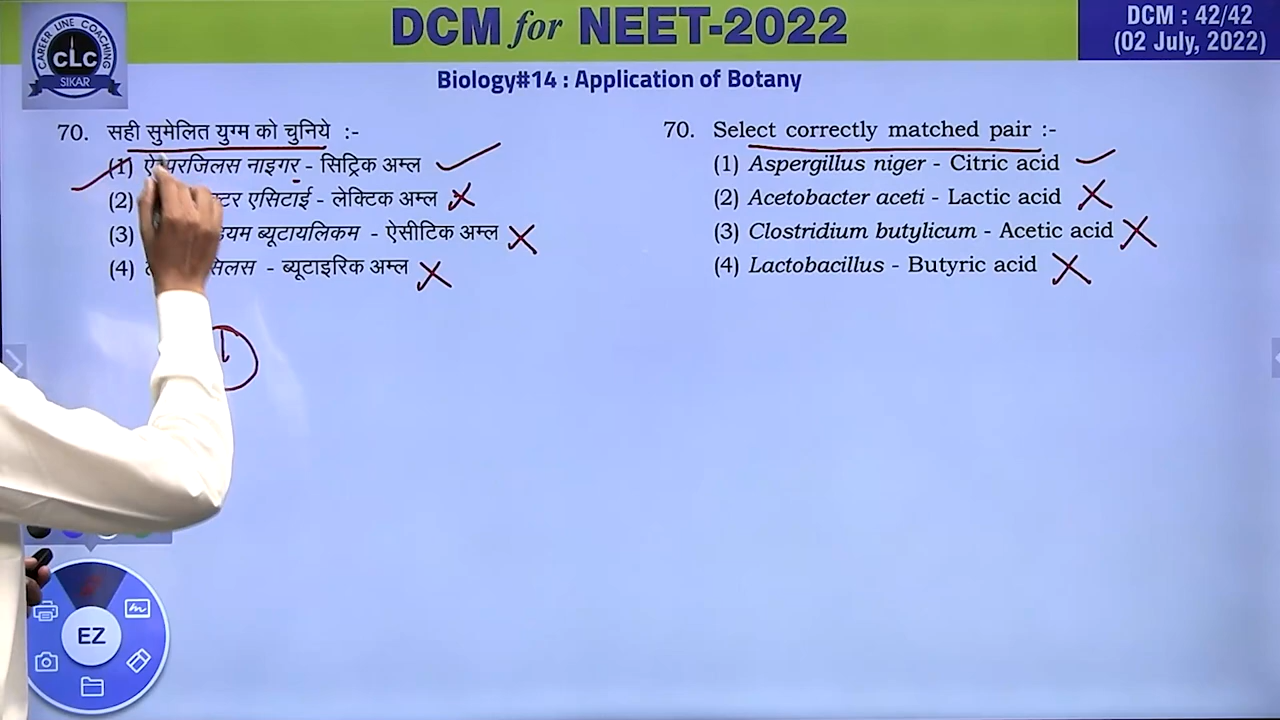 DCM for NEET-2022
DCM : 42/42
(02 July, 2022)
CAREER LINE COACHING
CLC
SIKAR
Biology#14 : Application of Botany
70. सही सुमेलित युग्म को चुनिये :-
(1) नाइगर - सिट्रिक अम्ल
(2) एसिटाई - लेक्टिक अम्ल
(3) ब्यूटायलिकम - ऐसीटिक अम्ल
(4) - ब्यूटाइरिक अम्ल
1
70. Select correctly matched pair :-
(1) Aspergillus niger - Citric acid
(2) Acetobacter aceti - Lactic acid
(3) Clostridium butylicum - Acetic acid
(4) Lactobacillus - Butyric acid
EZ